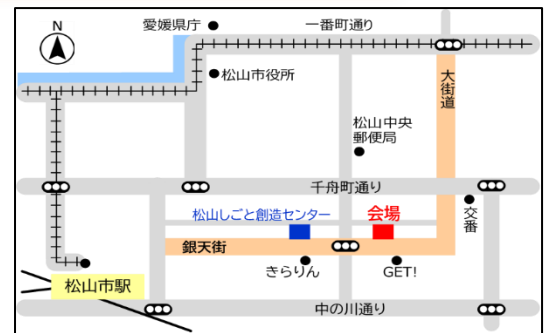 愛媛県庁
一番町通り
N
松山市役所
大街道
松山中央
郵便局
千舟町通り
松山しごと創造センター
会場
交番
銀天街
きらりん
GET!
松山市駅
中の川通り